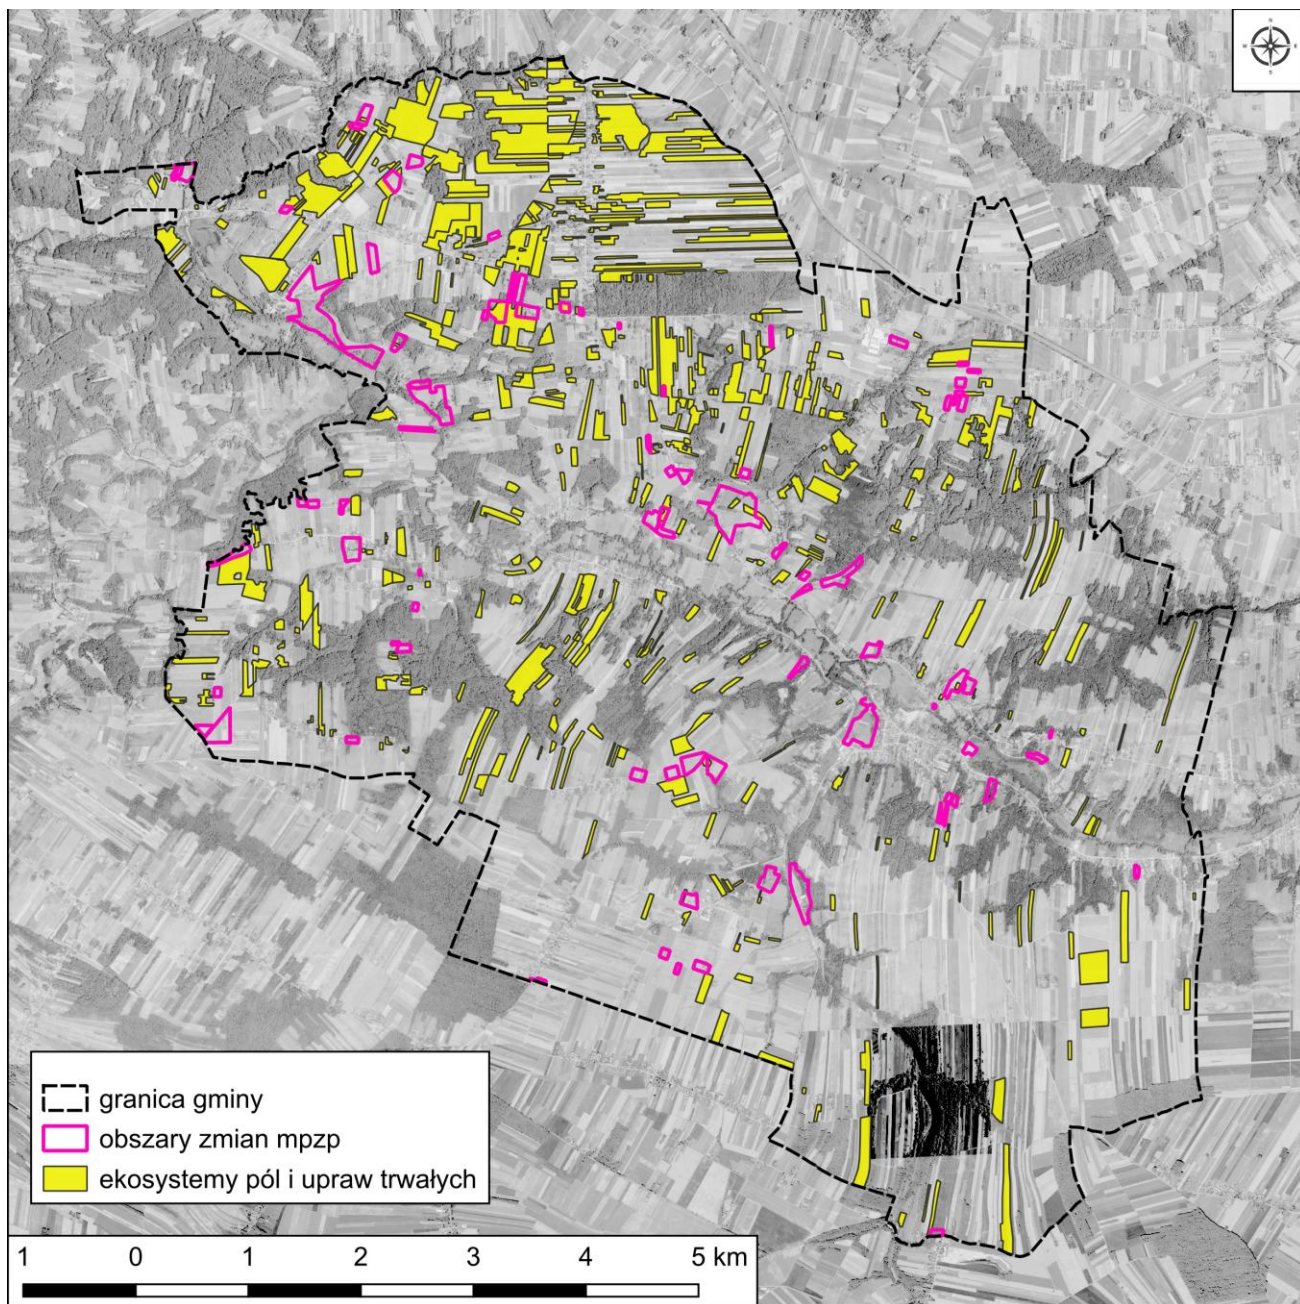 N
granica gminy
obszary zmian mpzp
ekosystemy pól i upraw trwałych
1 0 1 2 3 4 5 km